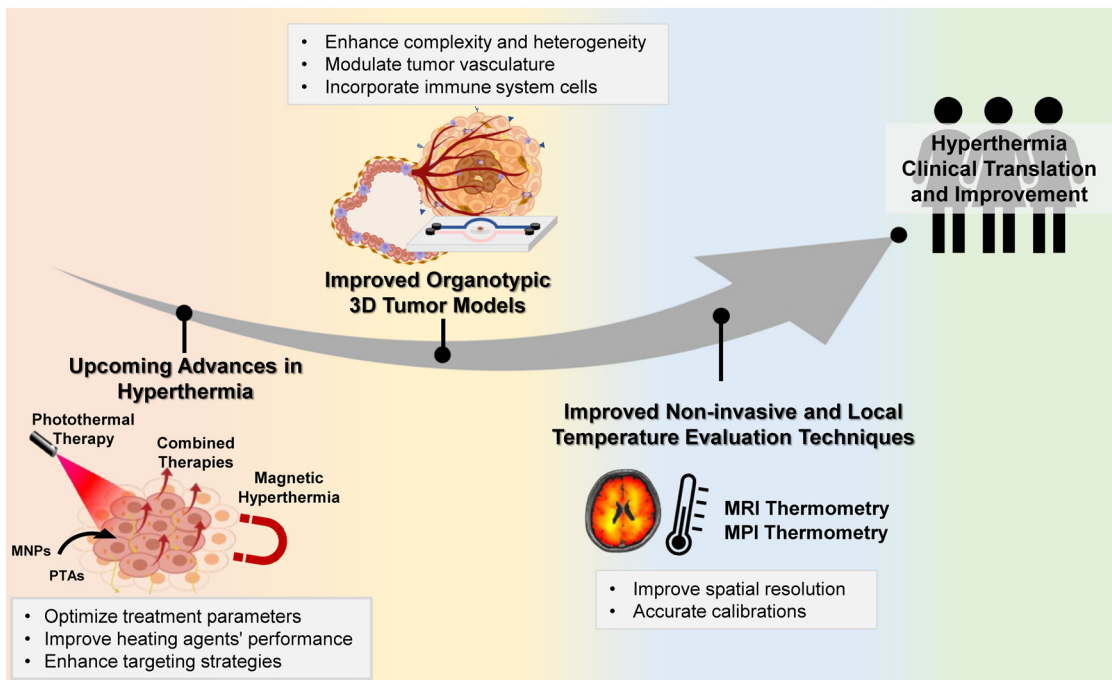 • Enhance complexity and heterogeneity
• Modulate tumor vasculature
• Incorporate immune system cells
Hyperthermia
Clinical Translation
and Improvement
Improved Organotypic
3D Tumor Models
Upcoming Advances in
Hyperthermia
Photothermal
Therapy
Combined
Therapies
Magnetic
Hyperthermia
MNPs
PTAs
• Optimize treatment parameters
• Improve heating agents' performance
• Enhance targeting strategies
Improved Non-invasive and Local
Temperature Evaluation Techniques
MRI Thermometry
MPI Thermometry
• Improve spatial resolution
• Accurate calibrations